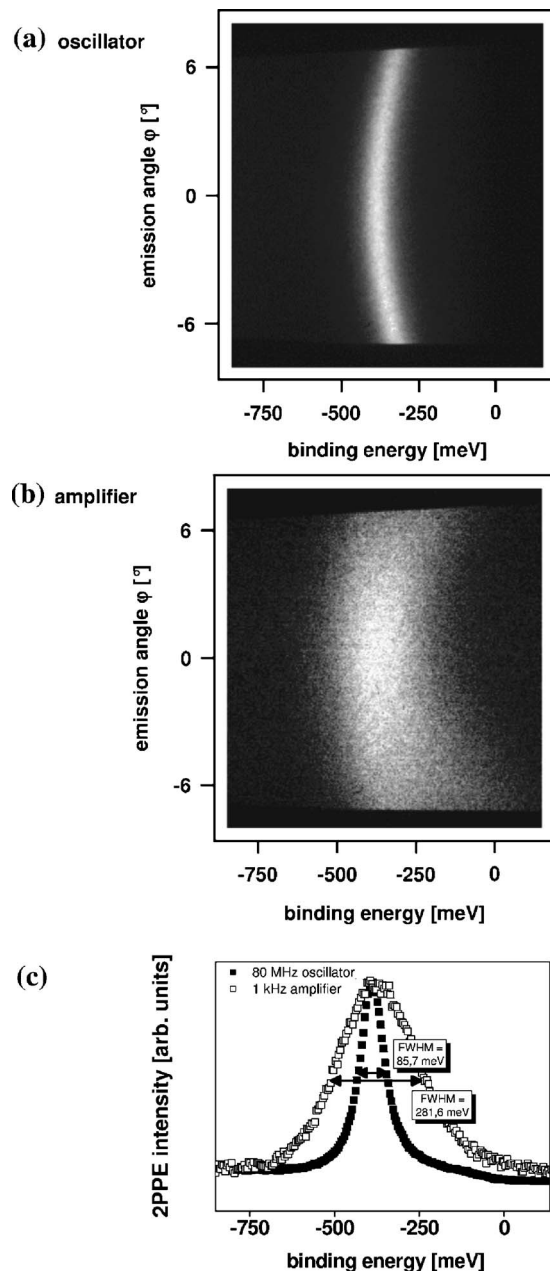 (a) oscillator
emission angle φ [°]
6
0
-6
-750 -500 -250 0
binding energy [meV]
(b) amplifier
emission angle φ [°]
6
0
-6
-750 -500 -250 0
binding energy [meV]
(c)
2PPE intensity [arb. units]
80 MHz oscillator
1 kHz amplifier
FWHM =
85,7 meV
FWHM =
281,6 meV
-750 -500 -250 0
binding energy [meV]